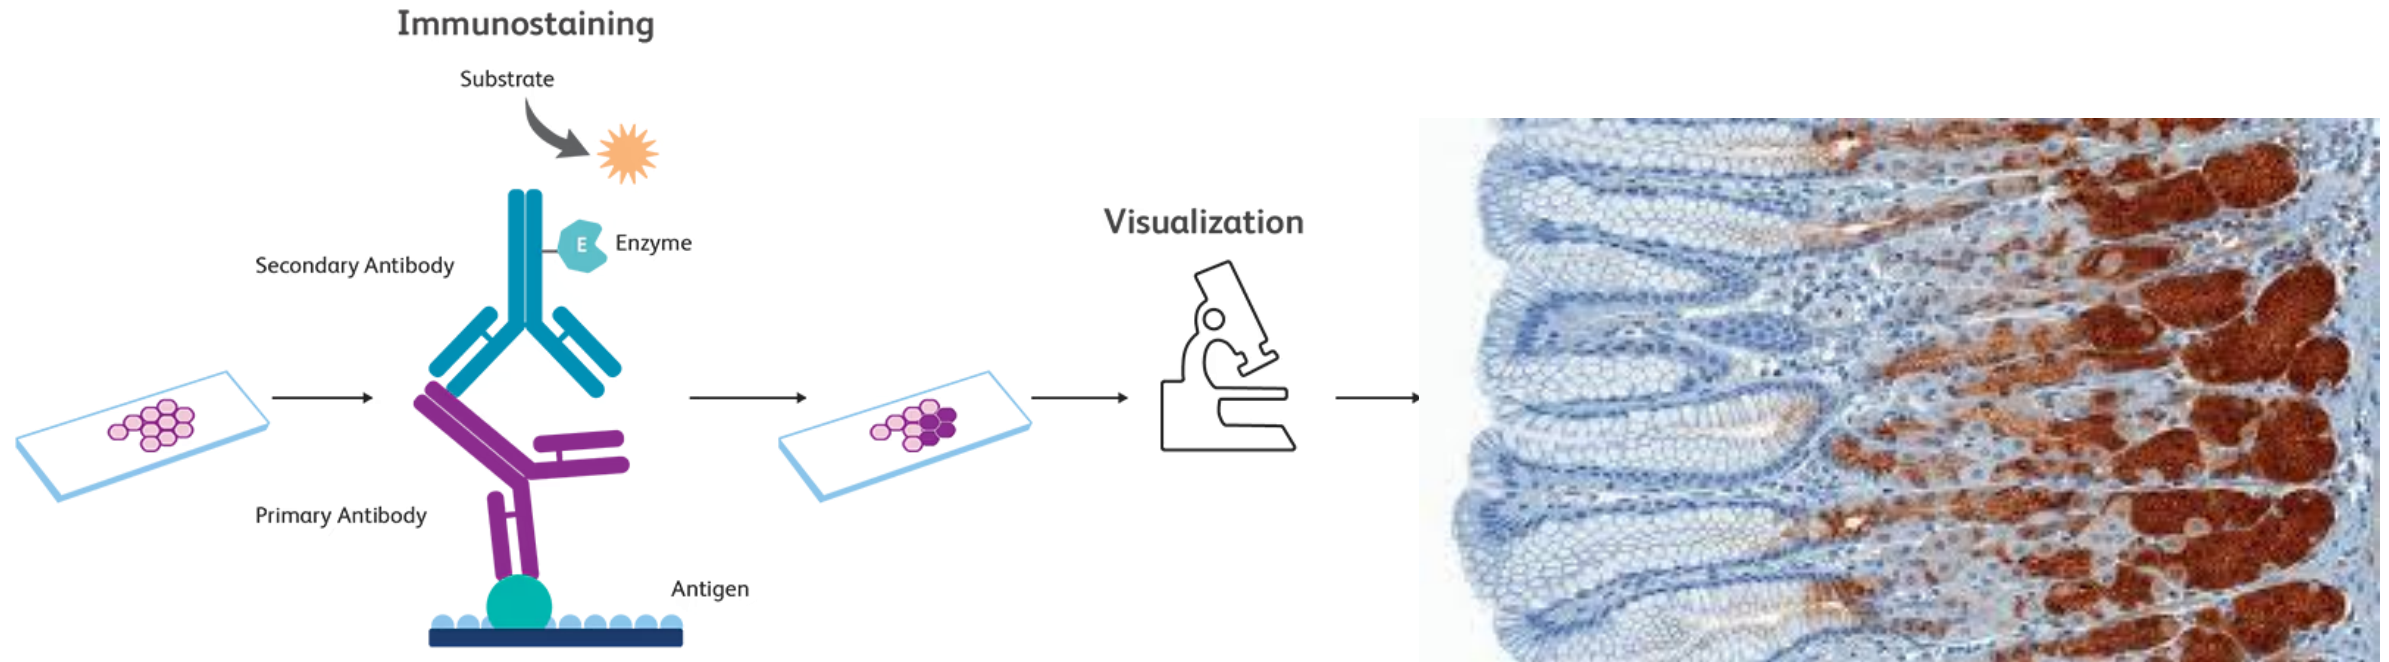 Immunostaining
Substrate
E
Enzyme
Secondary Antibody
Primary Antibody
Antigen
Visualization